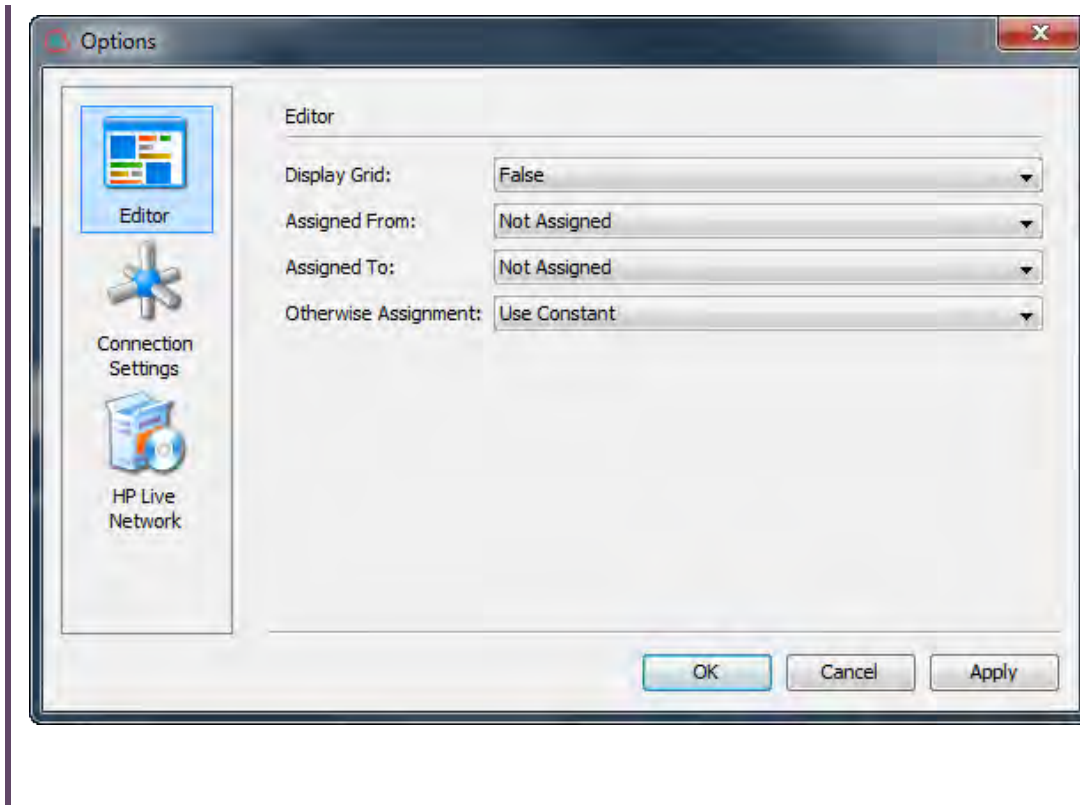 Options
Editor
Connection
Settings
HP Live
Network
Editor
Display Grid: False
Assigned From: Not Assigned
Assigned To: Not Assigned
Otherwise Assignment: Use Constant
OK Cancel Apply